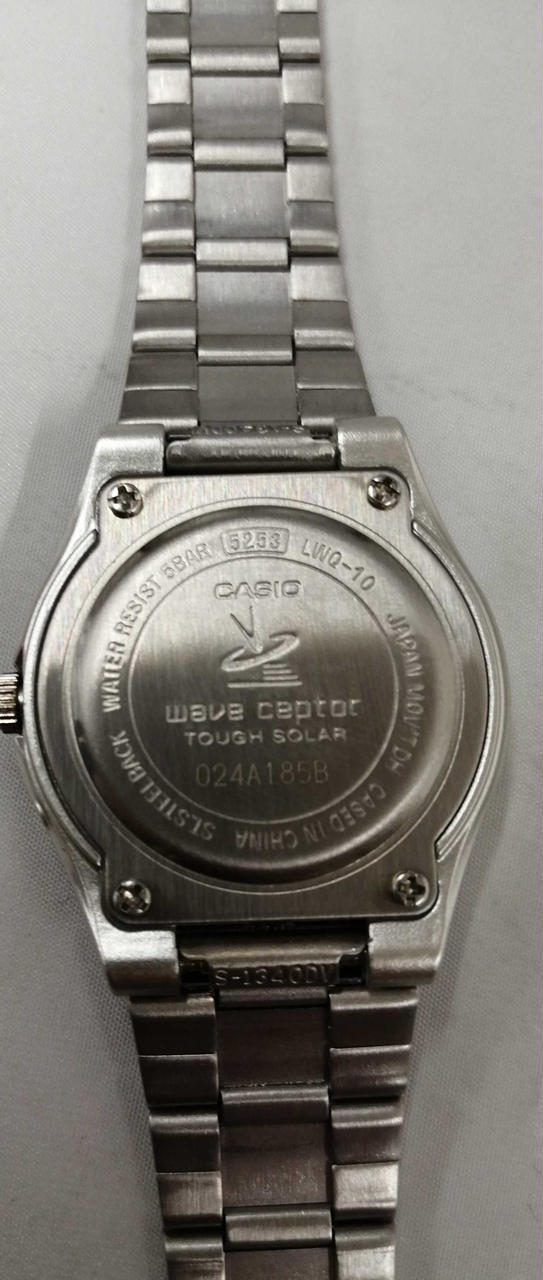 WATER RESIST 5BAR 5253 LWQ-10
JAPAN MOV'T DH CASED IN CHINA ST.STEEL BACK
CASIO
wave ceptor
TOUGH SOLAR
024A185B
S-1340DV